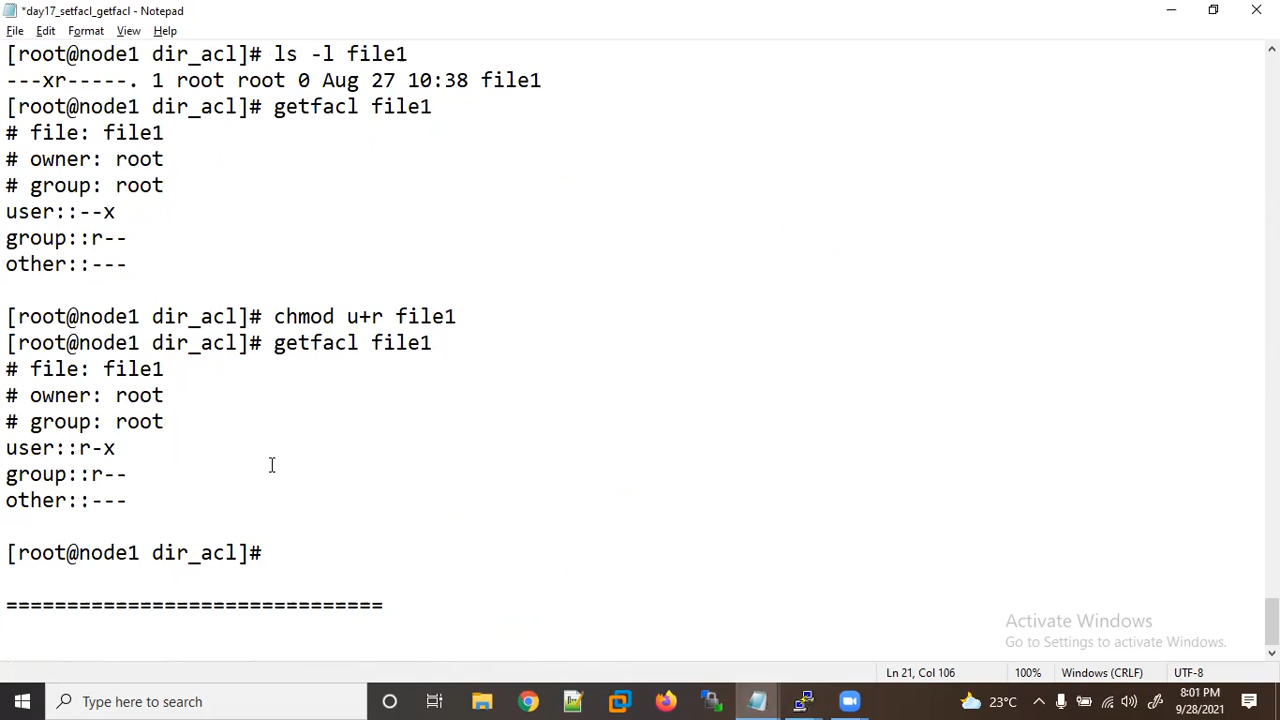 *day17_setfacl_getfacl - Notepad
File Edit Format View Help
[root@node1 dir_acl]# ls -l file1
---xr-----. 1 root root 0 Aug 27 10:38 file1
[root@node1 dir_acl]# getfacl file1
# file: file1
# owner: root
# group: root
user::--x
group::r--
other::---
[root@node1 dir_acl]# chmod u+r file1
[root@node1 dir_acl]# getfacl file1
# file: file1
# owner: root
# group: root
user::r-x
group::r--
other::---
[root@node1 dir_acl]#
===============================
Activate Windows
Go to Settings to activate Windows.
Ln 21, Col 106 100% Windows (CRLF) UTF-8
Type here to search
23°C
8:01 PM
9/28/2021